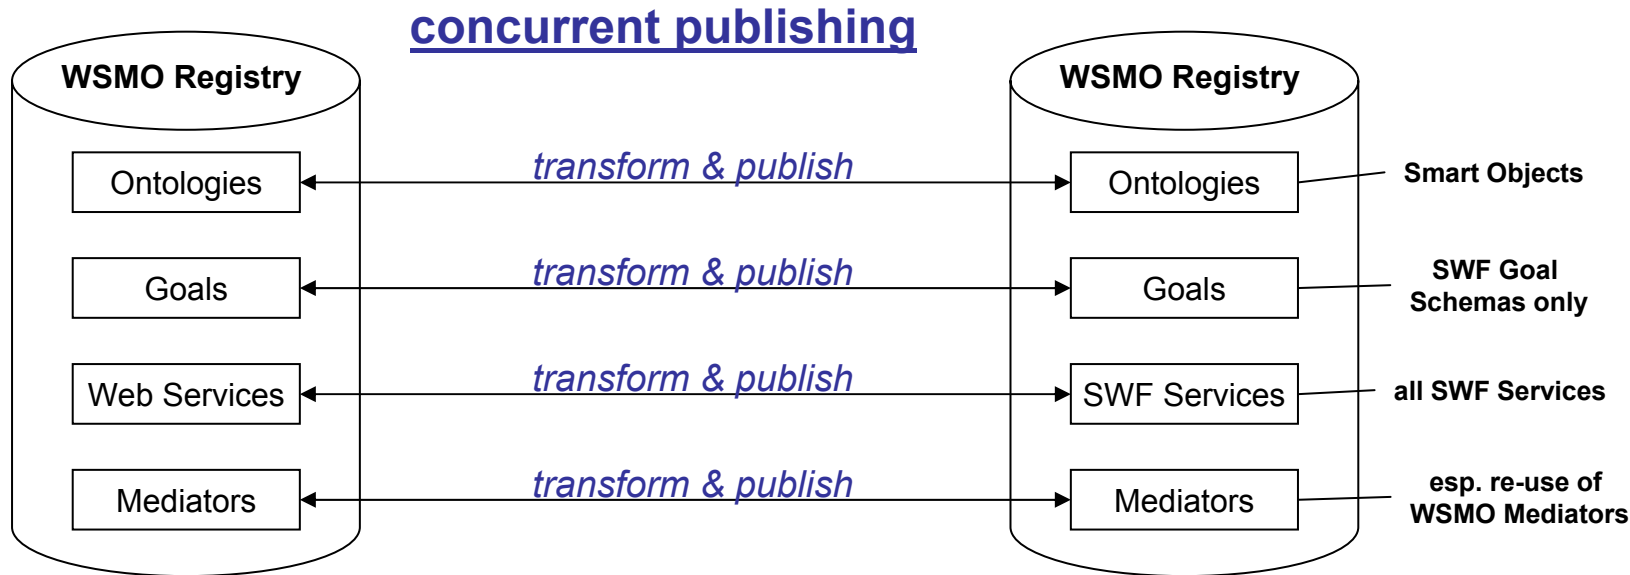 concurrent publishing
WSMO Registry
WSMO Registry
Ontologies
transform & publish
Ontologies
Smart Objects
Goals
transform & publish
Goals
SWF Goal
Schemas only
Web Services
transform & publish
SWF Services
all SWF Services
Mediators
transform & publish
Mediators
esp. re-use of
WSMO Mediators